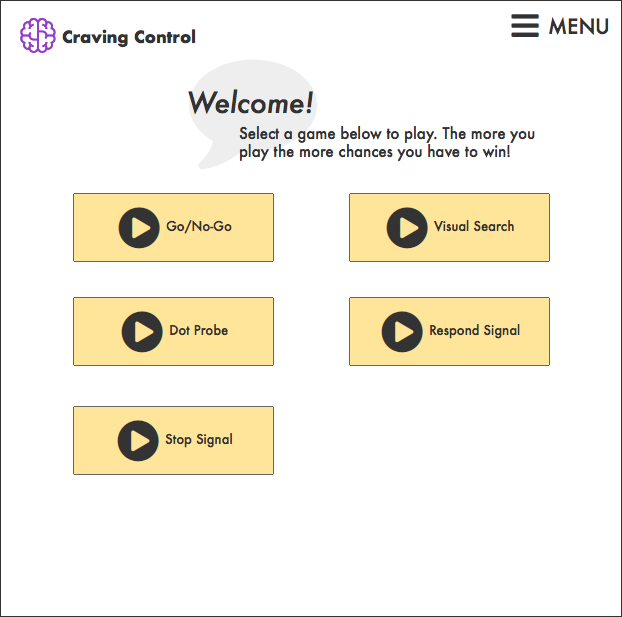 Craving Control
MENU
Welcome!
Select a game below to play. The more you
play the more chances you have to win!
Go/No-Go
Visual Search
Dot Probe
Respond Signal
Stop Signal